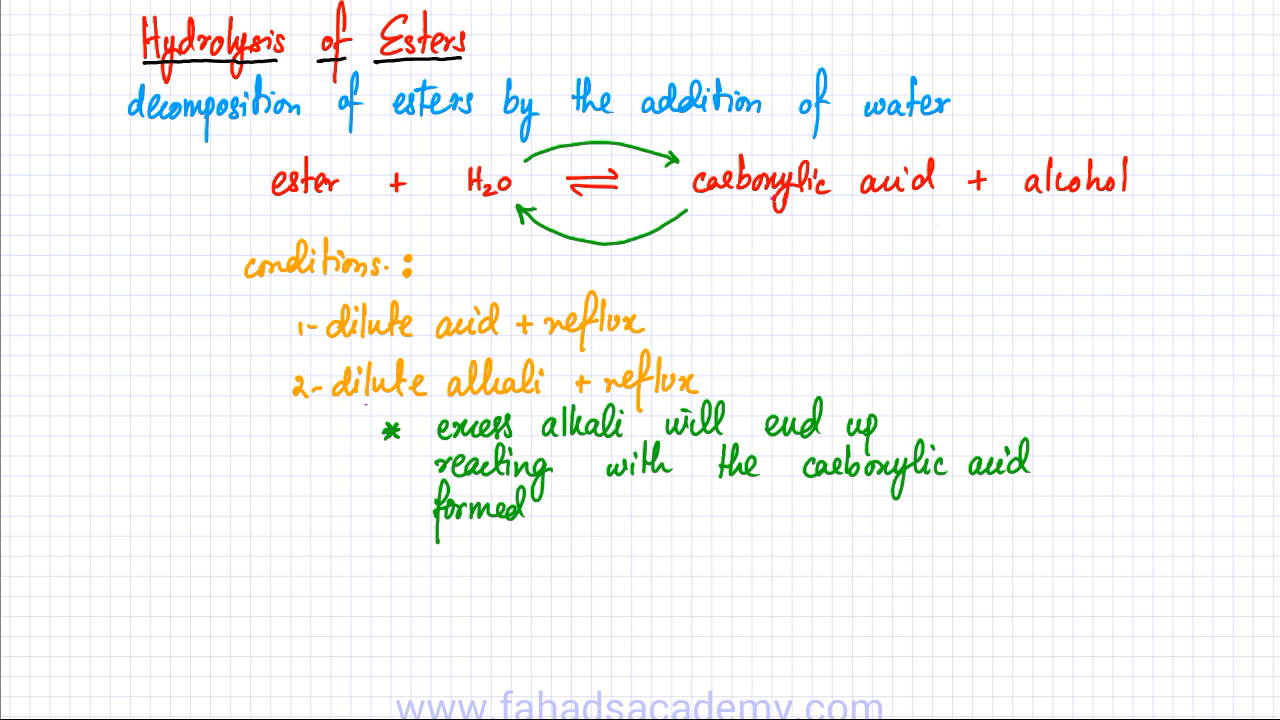 Hydrolysis of Esters
decomposition of esters by the addition of water
ester + H₂O ⇌ carboxylic acid + alcohol
conditions :
1- dilute acid + reflux
2- dilute alkali + reflux
* excess alkali will end up
reacting with the carboxylic acid
formed
www.fahadsacademy.com